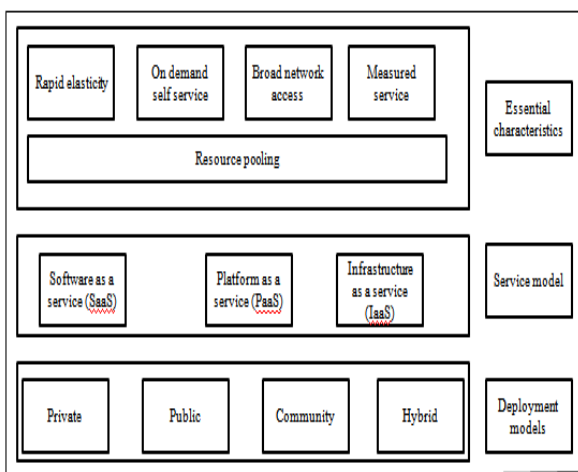 Rapid elasticity
On demand
self service
Broad network
access
Measured
service
Resource pooling
Essential
characteristics
Software as a
service (SaaS)
Platform as a
service (PaaS)
Infrastructure
as a service
(IaaS)
Service model
Private
Public
Community
Hybrid
Deployment
models